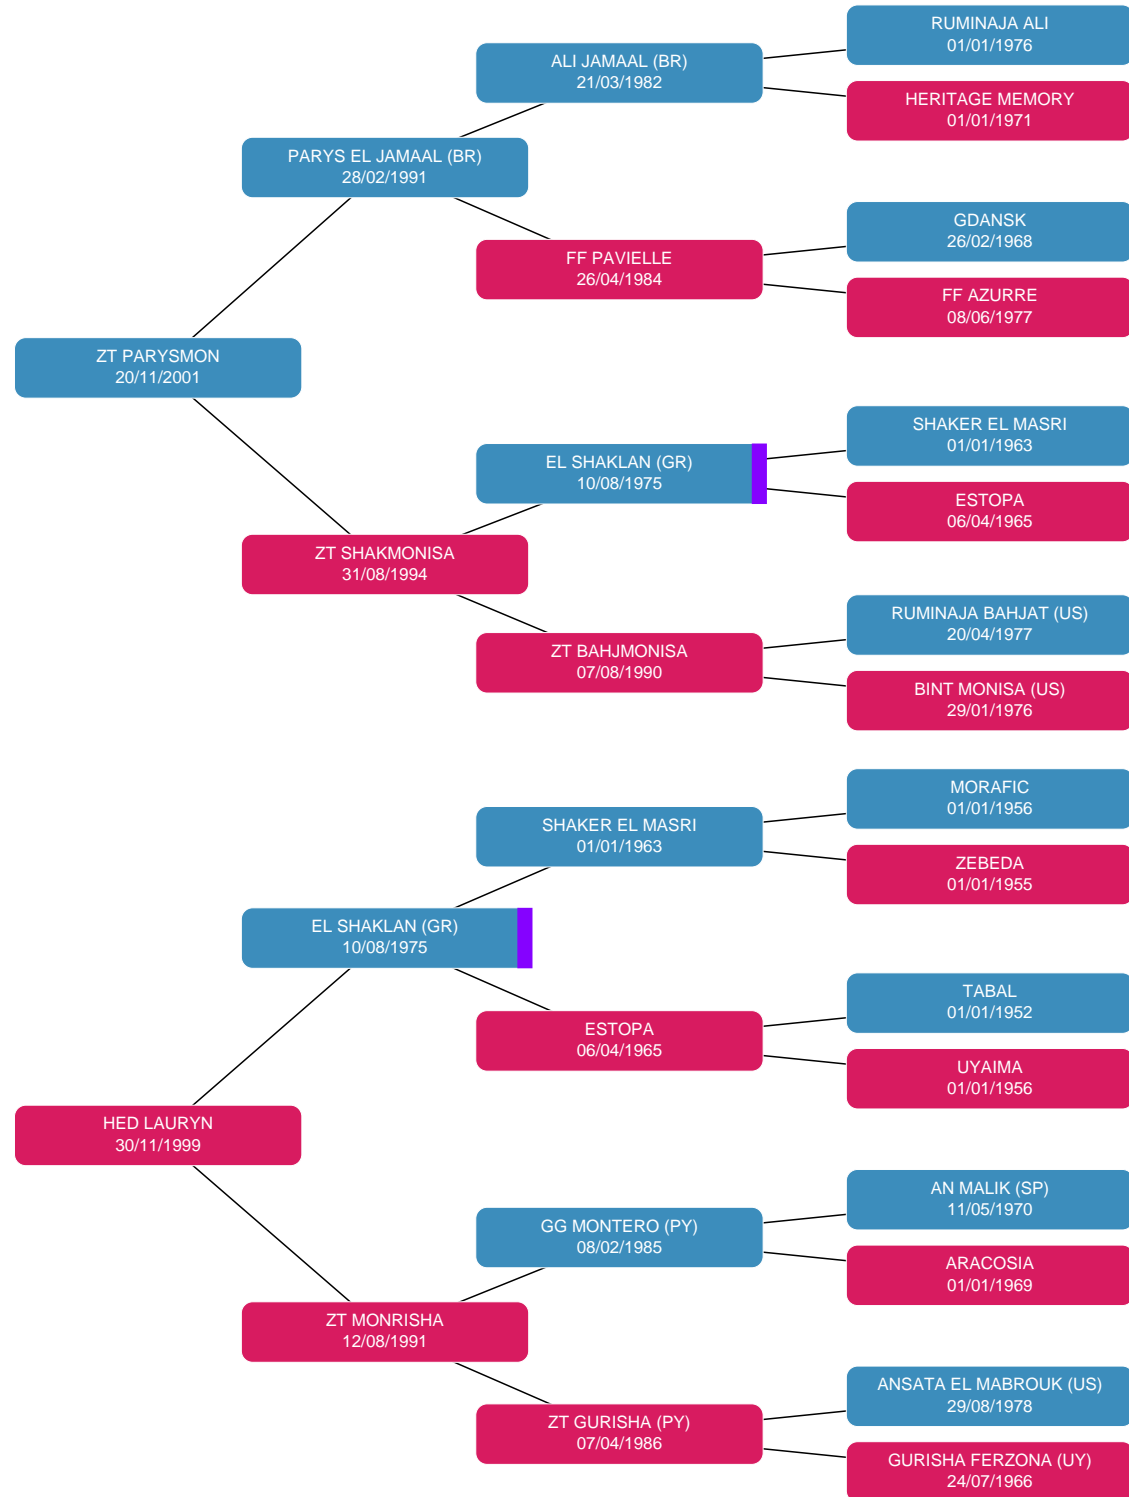 RUMINAJA ALI
01/01/1976
ALI JAMAAL (BR)
21/03/1982
HERITAGE MEMORY
01/01/1971
PARYS EL JAMAAL (BR)
28/02/1991
GDANSK
26/02/1968
FF PAVIELLE
26/04/1984
FF AZURRE
08/06/1977
ZT PARYSMON
20/11/2001
SHAKER EL MASRI
01/01/1963
EL SHAKLAN (GR)
10/08/1975
ESTOPA
06/04/1965
ZT SHAKMONISA
31/08/1994
RUMINAJA BAHJAT (US)
20/04/1977
ZT BAHJMONISA
07/08/1990
BINT MONISA (US)
29/01/1976
MORAFIC
01/01/1956
SHAKER EL MASRI
01/01/1963
ZEBEDA
01/01/1955
EL SHAKLAN (GR)
10/08/1975
TABAL
01/01/1952
ESTOPA
06/04/1965
UYAIMA
01/01/1956
HED LAURYN
30/11/1999
AN MALIK (SP)
11/05/1970
GG MONTERO (PY)
08/02/1985
ARACOSIA
01/01/1969
ZT MONRISHA
12/08/1991
ANSATA EL MABROUK (US)
29/08/1978
ZT GURISHA (PY)
07/04/1986
GURISHA FERZONA (UY)
24/07/1966